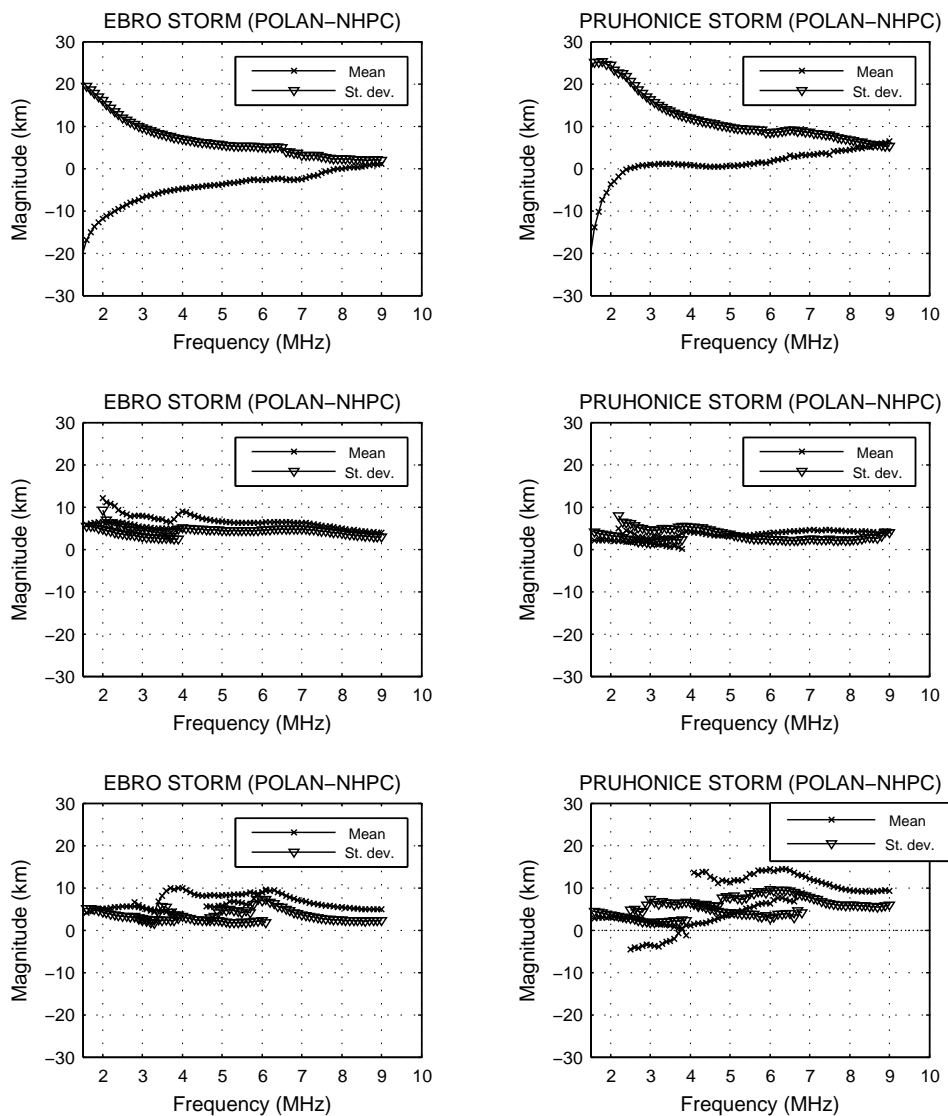 EBRO STORM (POLAN−NHPC)
30
20
10
0
−10
−20
−30
Magnitude (km)
Mean
St. dev.
2 3 4 5 6 7 8 9 10
Frequency (MHz)
PRUHONICE STORM (POLAN−NHPC)
30
20
10
0
−10
−20
−30
Magnitude (km)
Mean
St. dev.
2 3 4 5 6 7 8 9 10
Frequency (MHz)
EBRO STORM (POLAN−NHPC)
30
20
10
0
−10
−20
−30
Magnitude (km)
Mean
St. dev.
2 3 4 5 6 7 8 9 10
Frequency (MHz)
PRUHONICE STORM (POLAN−NHPC)
30
20
10
0
−10
−20
−30
Magnitude (km)
Mean
St. dev.
2 3 4 5 6 7 8 9 10
Frequency (MHz)
EBRO STORM (POLAN−NHPC)
30
20
10
0
−10
−20
−30
Magnitude (km)
Mean
St. dev.
2 3 4 5 6 7 8 9 10
Frequency (MHz)
PRUHONICE STORM (POLAN−NHPC)
30
20
10
0
−10
−20
−30
Magnitude (km)
Mean
St. dev.
2 3 4 5 6 7 8 9 10
Frequency (MHz)